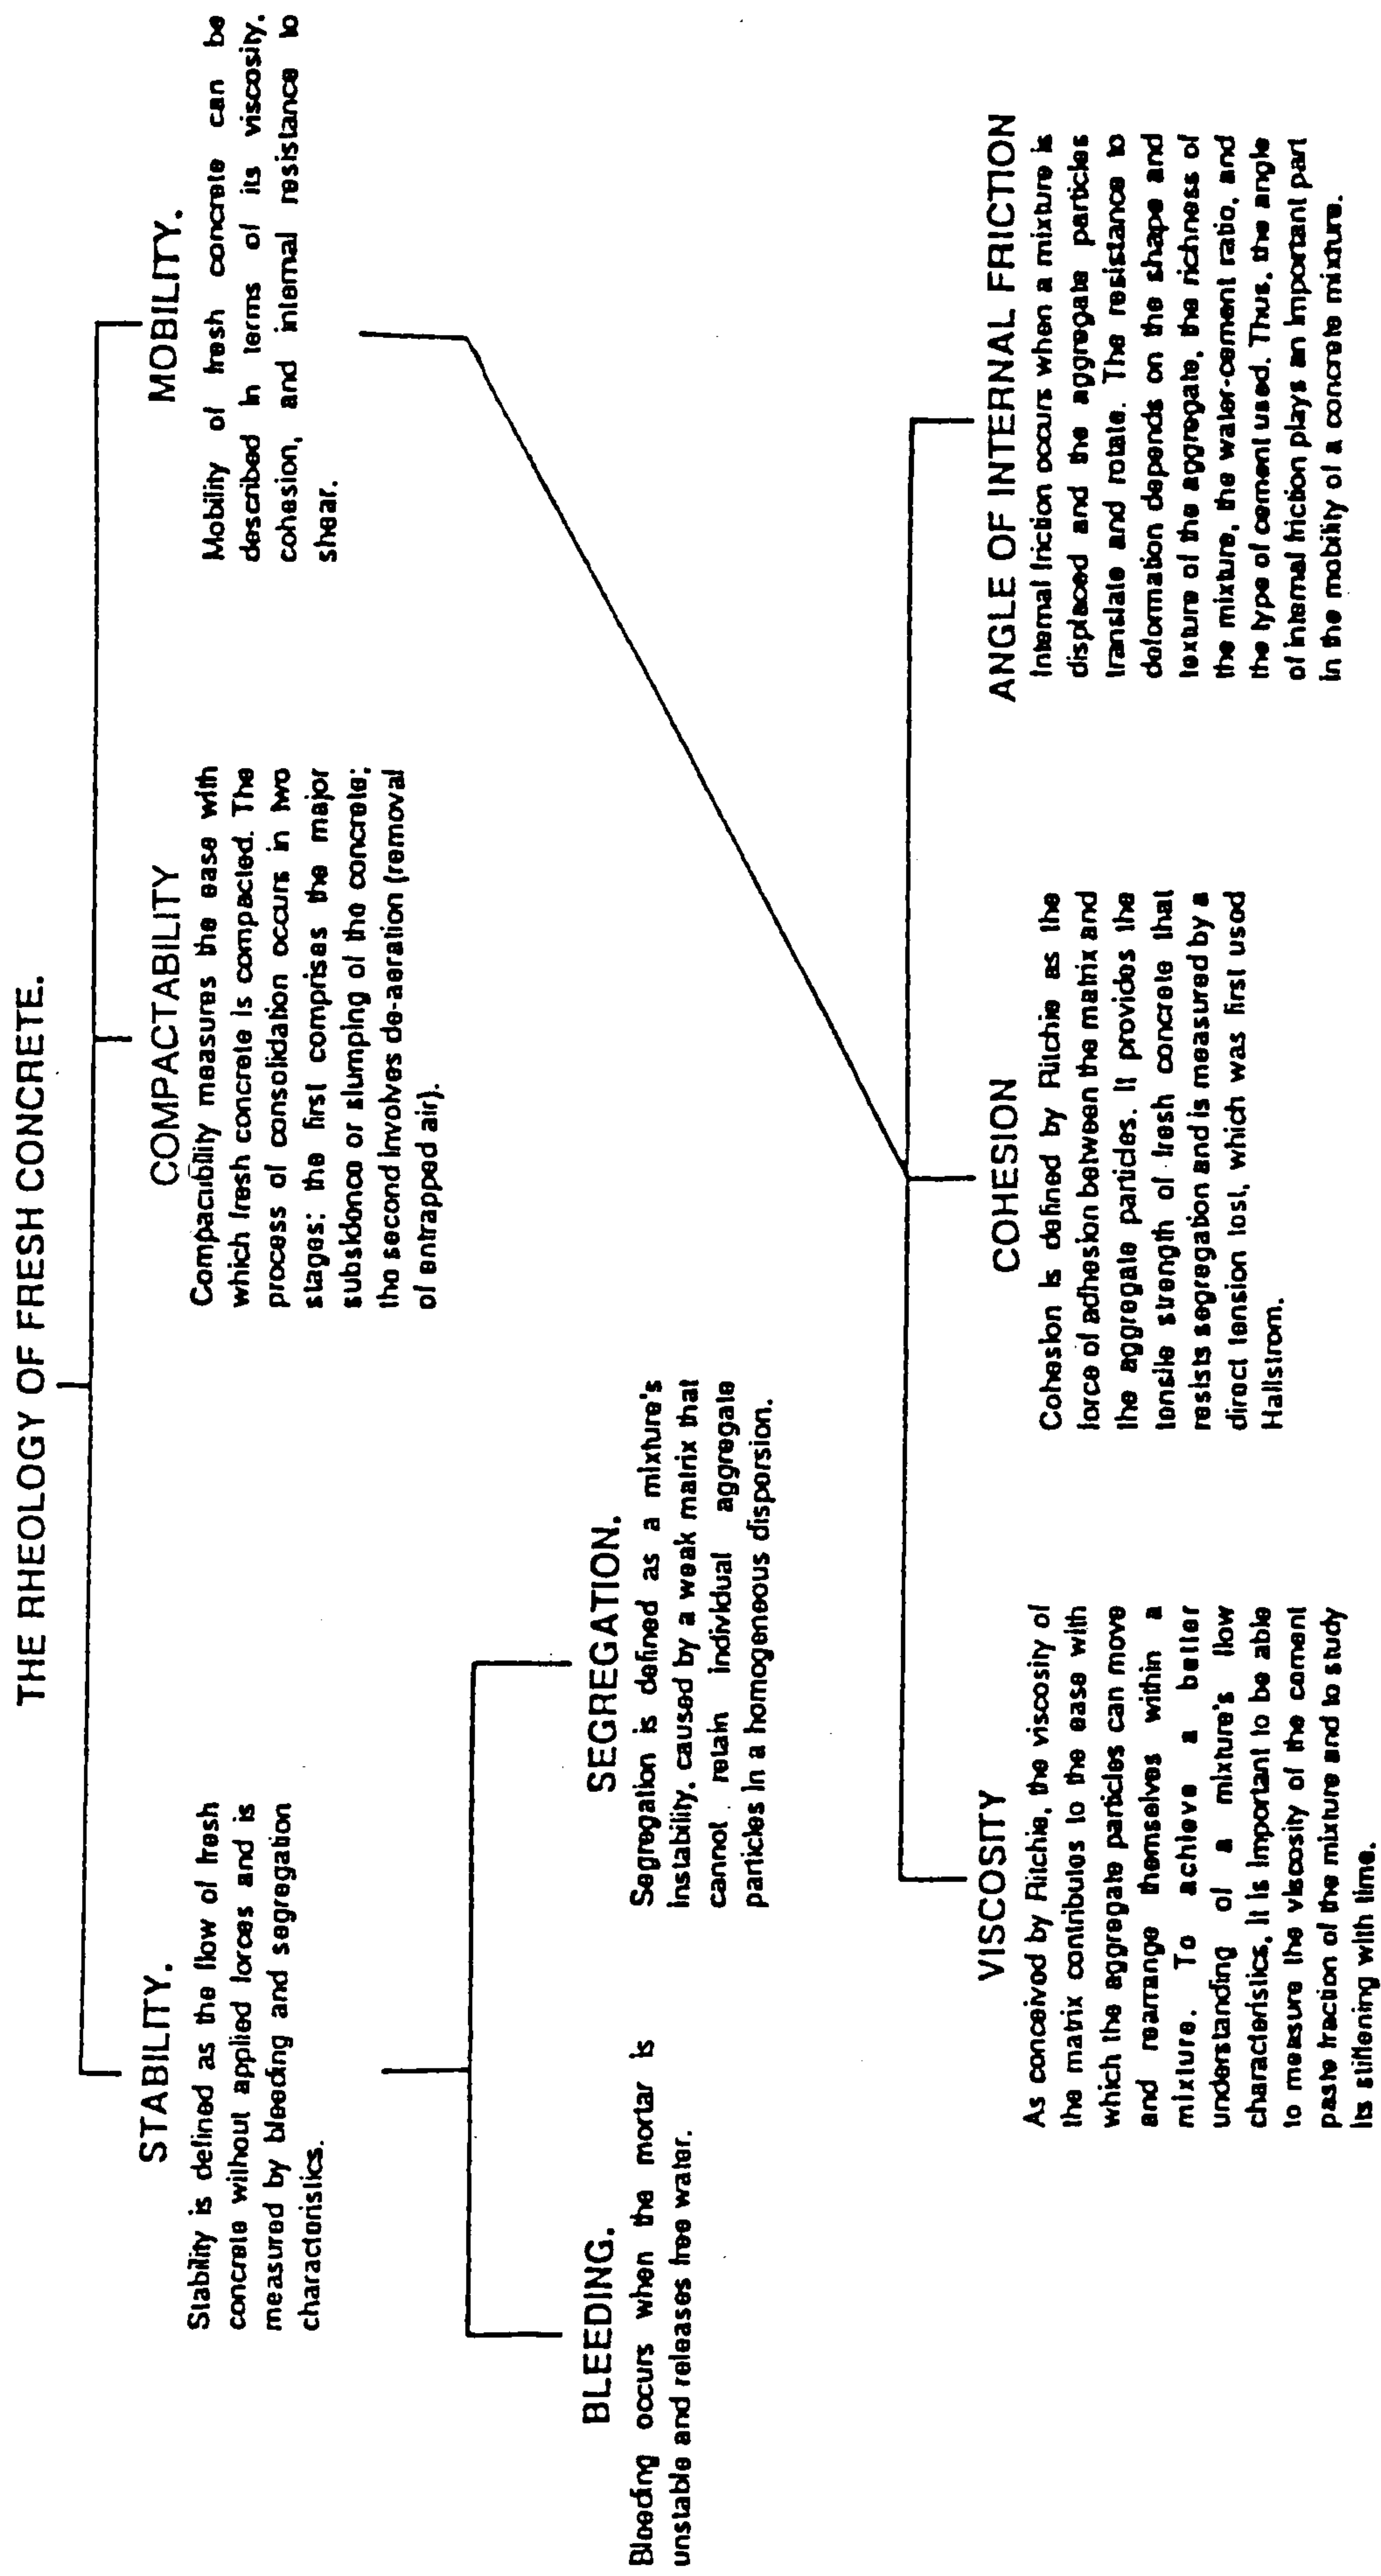 THE RHEOLOGY OF FRESH CONCRETE.
STABILITY.
Stability is defined as the flow of fresh
concrete without applied forces and is
measured by bleeding and segregation
characteristics.
COMPACTABILITY
Compacibility measures the ease with
which fresh concrete is compacted. The
process of consolidation occurs in two
stages: the first comprises the major
subsidence or slumping of the concrete;
the second involves de-aeration (removal
of entrapped air).
MOBILITY.
Mobility of fresh concrete can be
described in terms of its viscosity,
cohesion, and internal resistance to
shear.
BLEEDING.
Bleeding occurs when the mortar is
unstable and releases free water.
SEGREGATION.
Segregation is defined as a mixture's
instability, caused by a weak matrix that
cannot retain individual aggregate
particles in a homogeneous dispersion.
VISCOSITY
As conceived by Ritchie, the viscosity of
the matrix contributes to the ease with
which the aggregate particles can move
and rearrange themselves within a
mixture. To achieve a better
understanding of a mixture's flow
characteristics, it is important to be able
to measure the viscosity of the cement
paste fraction of the mixture and to study
its stiffening with time.
COHESION
Cohesion is defined by Ritchie as the
force of adhesion between the matrix and
the aggregate particles. It provides the
tensile strength of fresh concrete that
resists segregation and is measured by a
direct tension test, which was first used
Hallstrom.
ANGLE OF INTERNAL FRICTION
Internal friction occurs when a mixture is
displaced and the aggregate particles
translate and rotate. The resistance to
deformation depends on the shape and
texture of the aggregate, the richness of
the mixture, the water-cement ratio, and
the type of cement used. Thus, the angle
of internal friction plays an important part
in the mobility of a concrete mixture.